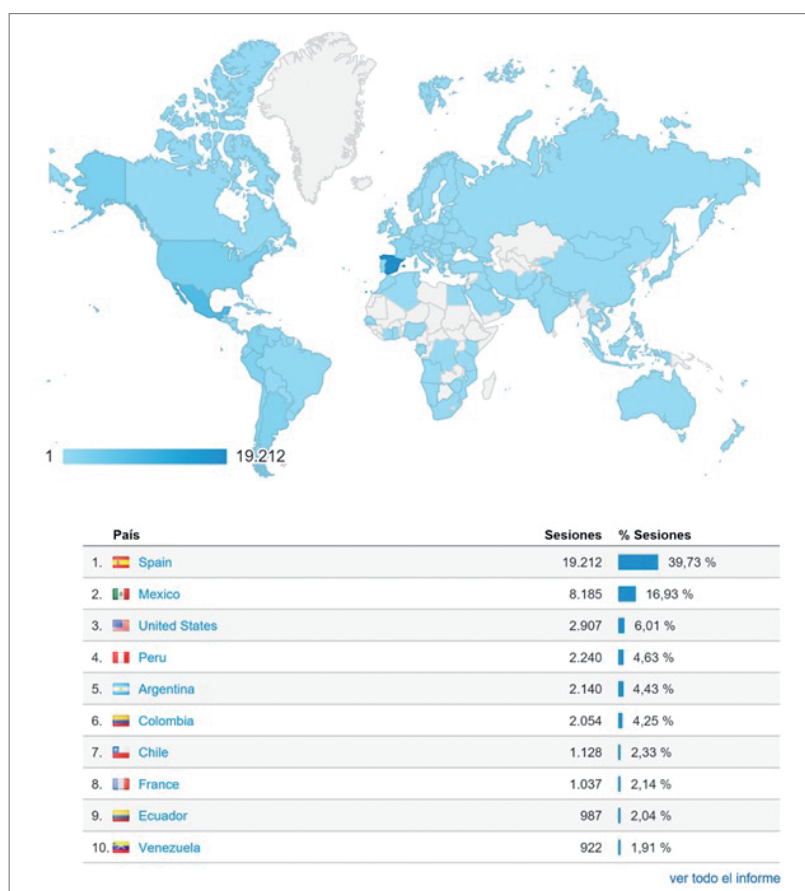 1 19.212
País Sesiones % Sesiones
1. Spain 19.212 39,73 %
2. Mexico 8.185 16,93 %
3. United States 2.907 6,01 %
4. Peru 2.240 4,63 %
5. Argentina 2.140 4,43 %
6. Colombia 2.054 4,25 %
7. Chile 1.128 2,33 %
8. France 1.037 2,14 %
9. Ecuador 987 2,04 %
10. Venezuela 922 1,91 %
ver todo el informe